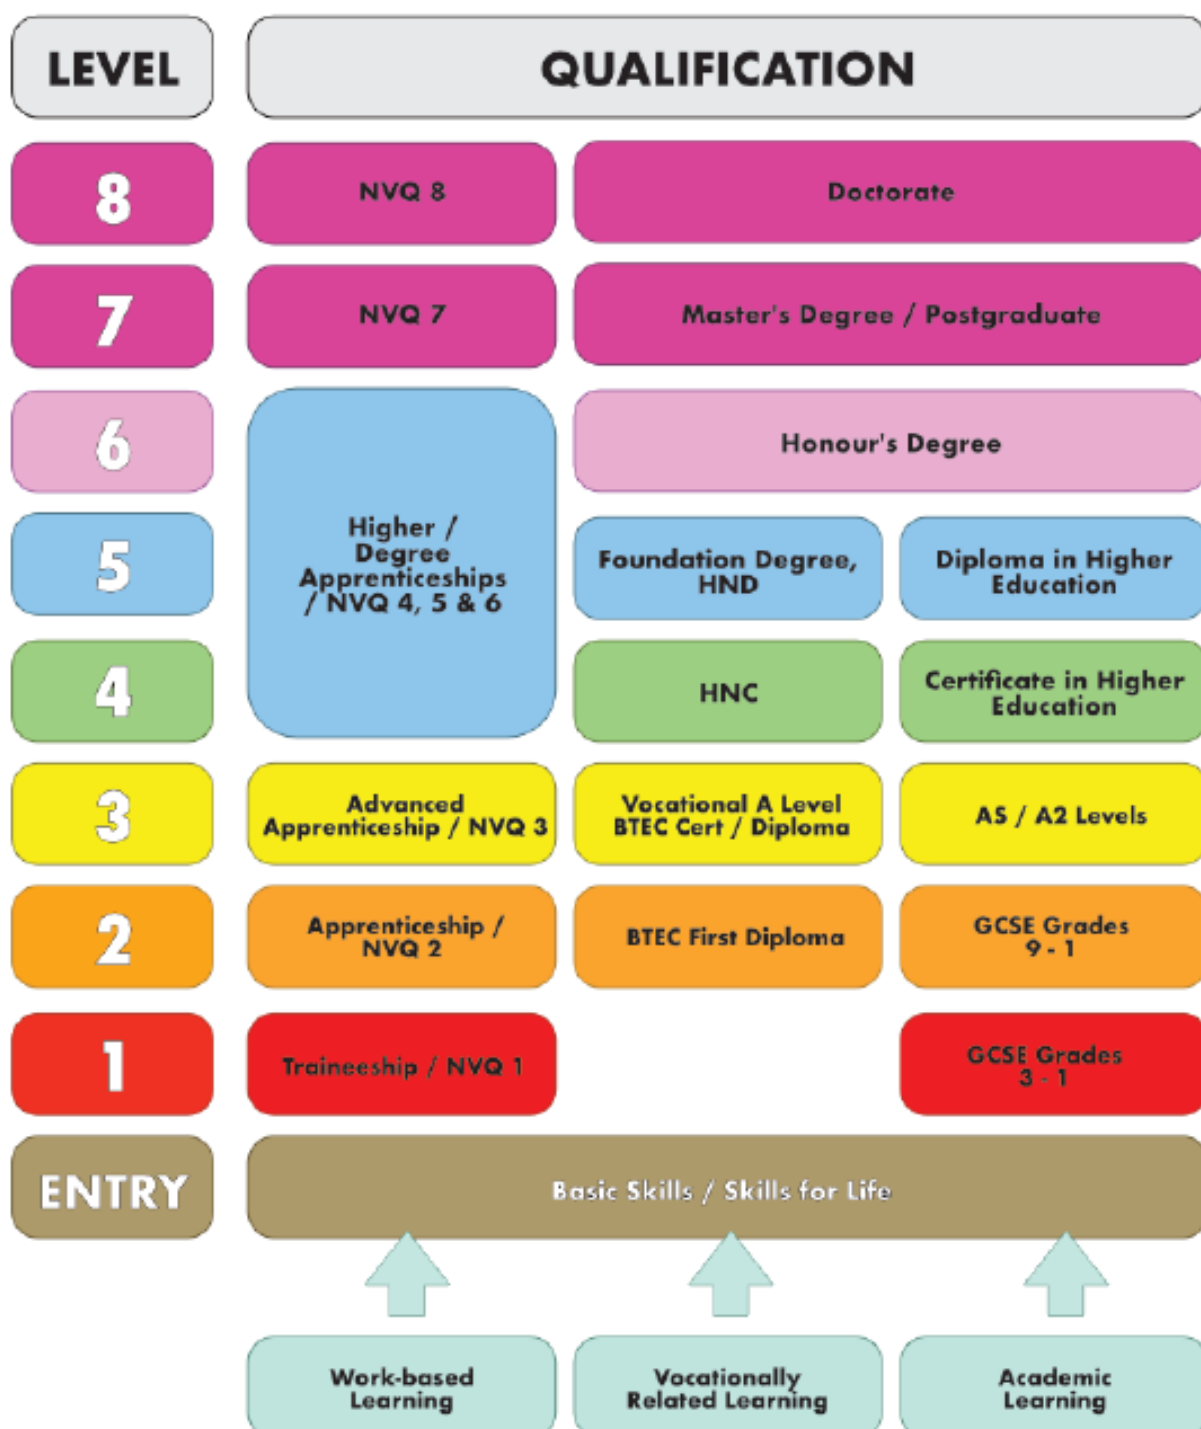 LEVEL
QUALIFICATION
8
NVQ 8
Doctorate
7
NVQ 7
Master's Degree / Postgraduate
6
Honour's Degree
Higher /
Degree
Apprenticeships
/ NVQ 4, 5 & 6
5
Foundation Degree,
HND
Diploma in Higher
Education
4
HNC
Certificate in Higher
Education
3
Advanced
Apprenticeship / NVQ 3
Vocational A Level
BTEC Cert / Diploma
AS / A2 Levels
2
Apprenticeship /
NVQ 2
BTEC First Diploma
GCSE Grades
9 - 1
1
Traineeship / NVQ 1
GCSE Grades
3 - 1
ENTRY
Basic Skills / Skills for Life
Work-based
Learning
Vocationally
Related Learning
Academic
Learning